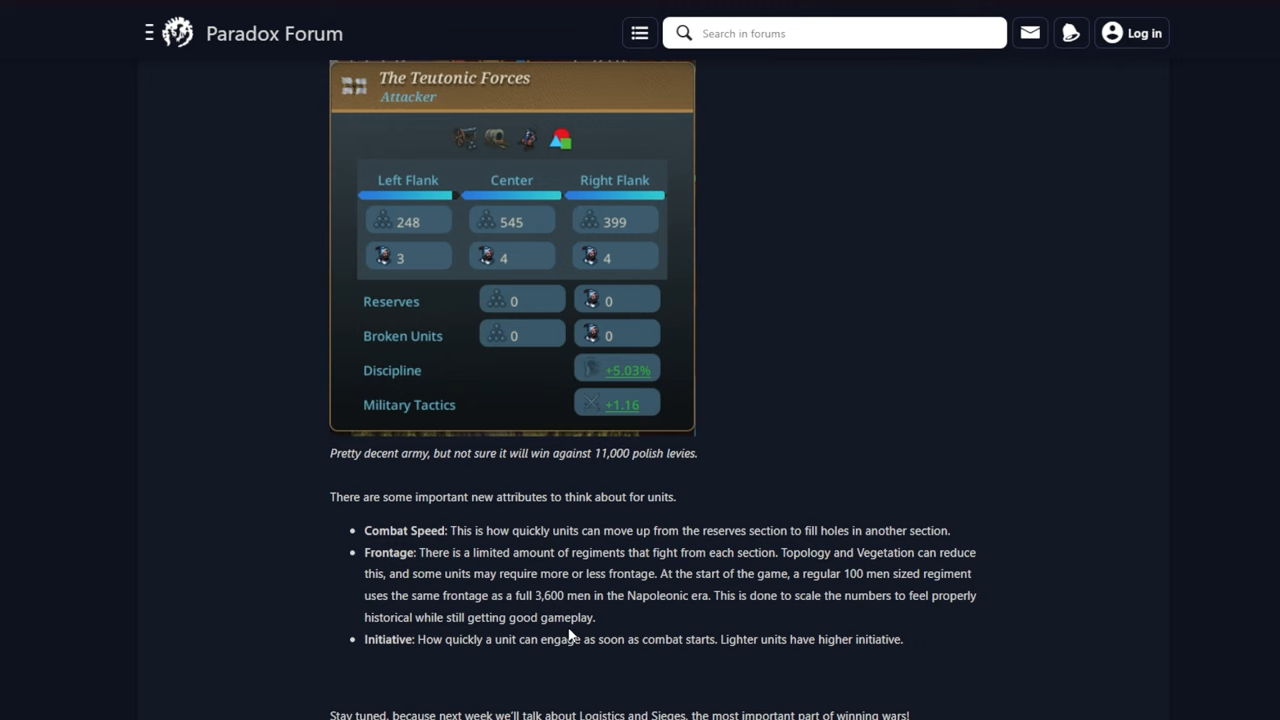 Paradox Forum
Search in forums
Log in
The Teutonic Forces
Attacker
Left Flank Center Right Flank
248 545 399
3 4 4
Reserves 0 0
Broken Units 0 0
Discipline +5.03%
Military Tactics +1.16
Pretty decent army, but not sure it will win against 11,000 polish levies.
There are some important new attributes to think about for units.
• Combat Speed: This is how quickly units can move up from the reserves section to fill holes in another section.
• Frontage: There is a limited amount of regiments that fight from each section. Topology and Vegetation can reduce
this, and some units may require more or less frontage. At the start of the game, a regular 100 men sized regiment
uses the same frontage as a full 3,600 men in the Napoleonic era. This is done to scale the numbers to feel properly
historical while still getting good gameplay.
• Initiative: How quickly a unit can engage as soon as combat starts. Lighter units have higher initiative.
Stay tuned, because next week we'll talk about Logistics and Sieges, the most important part of winning wars!